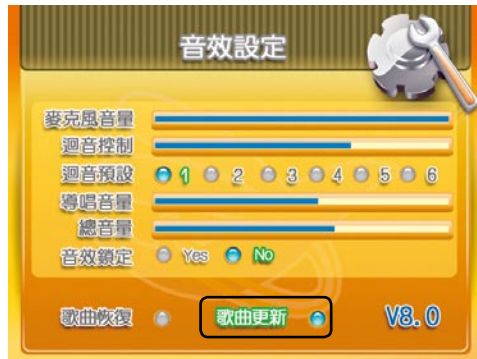 音效設定
麥克風音量
迴音控制
迴音預設 1 2 3 4 5 6
導唱音量
總音量
音效鎖定 Yes No
歌曲恢復 歌曲更新 V8.0